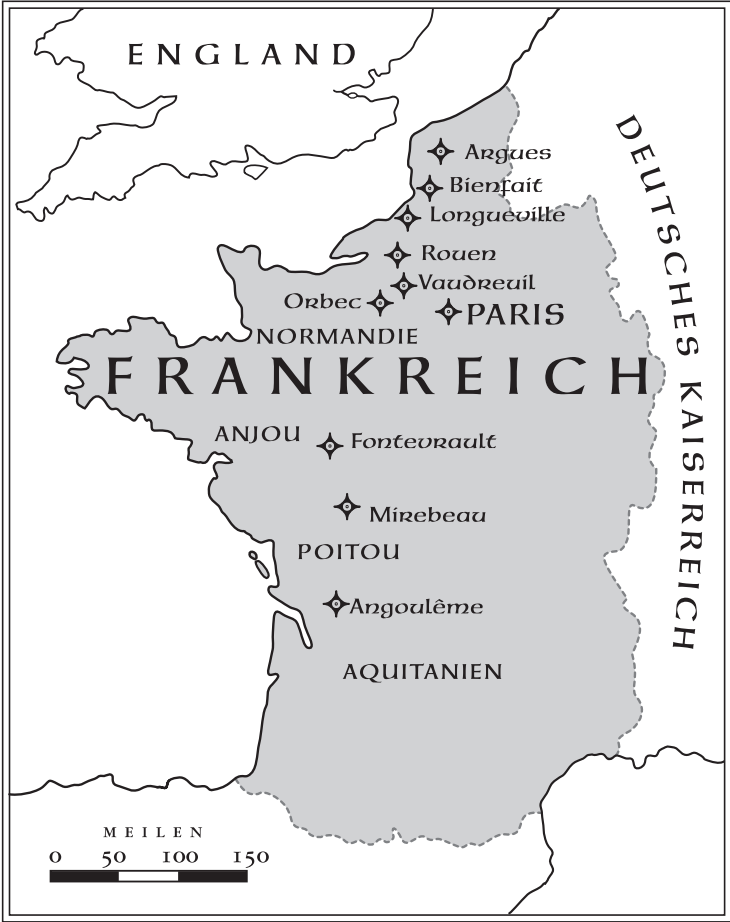 ENGLAND
DEUTSCHES KAISERREICH
Argues
Bienfait
Longueville
Rouen
Vaudreuil
Orbec
PARIS
NORMANDIE
FRANKREICH
ANJOU
Fontevrault
Mirebeau
POITOU
Angoulême
AQUITANIEN
MEILEN
0 50 100 150